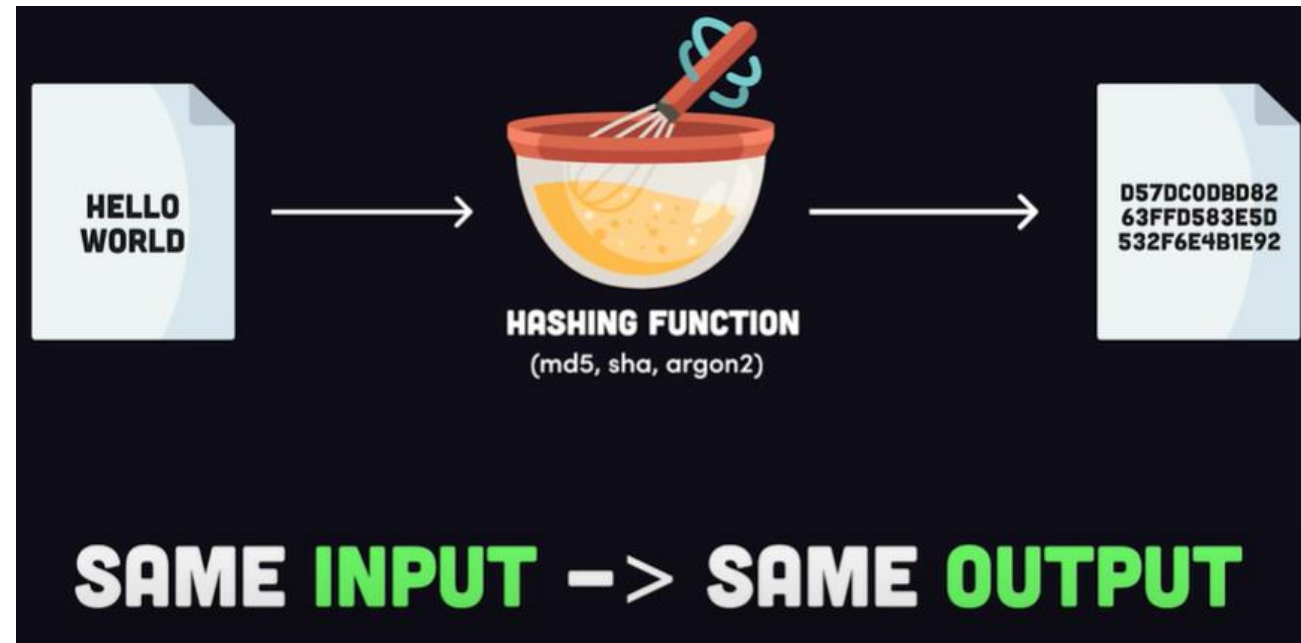 HELLO
WORLD
D57DC0DBD82
63FFD583E5D
532F6E4B1E92
HASHING FUNCTION
(md5, sha, argon2)
SAME INPUT -> SAME OUTPUT